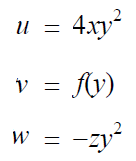 u = 4xy²
v = f(y)
w = −zy²